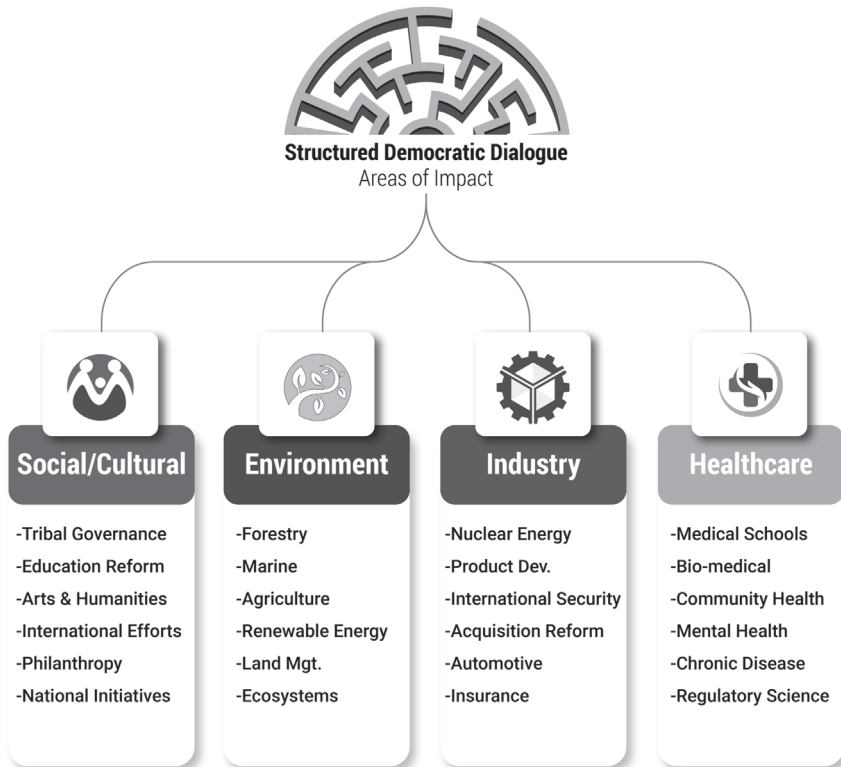 Structured Democratic Dialogue
Areas of Impact
Social/Cultural
-Tribal Governance
-Education Reform
-Arts & Humanities
-International Efforts
-Philanthropy
-National Initiatives
Environment
-Forestry
-Marine
-Agriculture
-Renewable Energy
-Land Mgt.
-Ecosystems
Industry
-Nuclear Energy
-Product Dev.
-International Security
-Acquisition Reform
-Automotive
-Insurance
Healthcare
-Medical Schools
-Bio-medical
-Community Health
-Mental Health
-Chronic Disease
-Regulatory Science